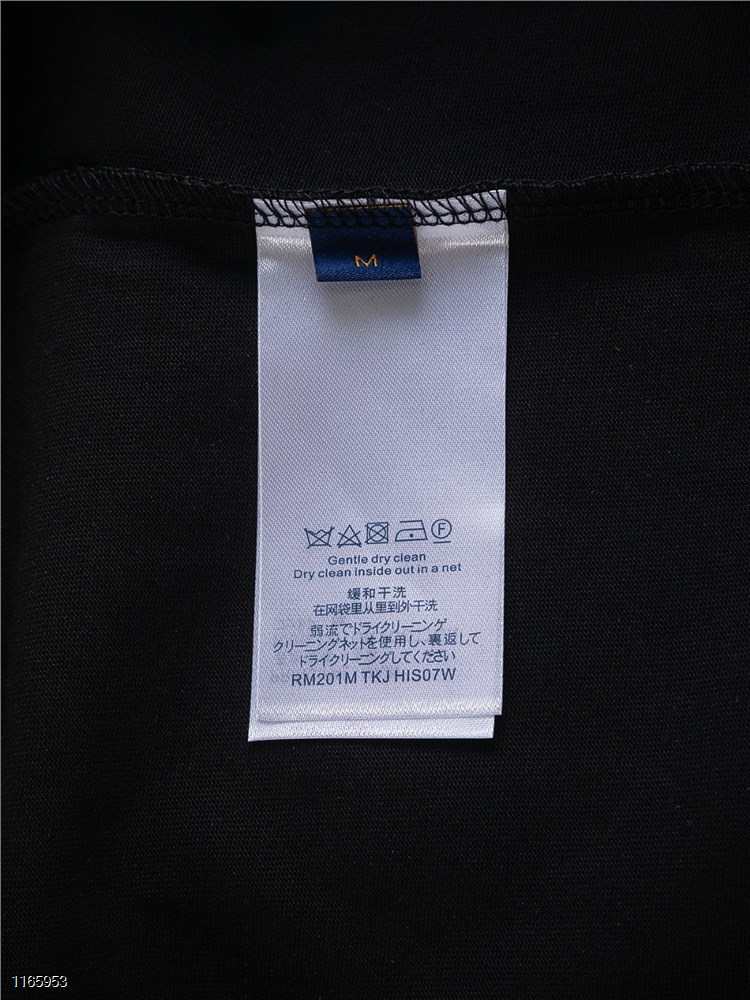 M
F
Gentle dry clean
Dry clean inside out in a net
缓和干洗
在网袋里从里到外干洗
弱流でドライクリーニング
クリーニングネットを使用し、裏返して
ドライクリーニングしてください
RM201M TKJ HIS07W
1165953